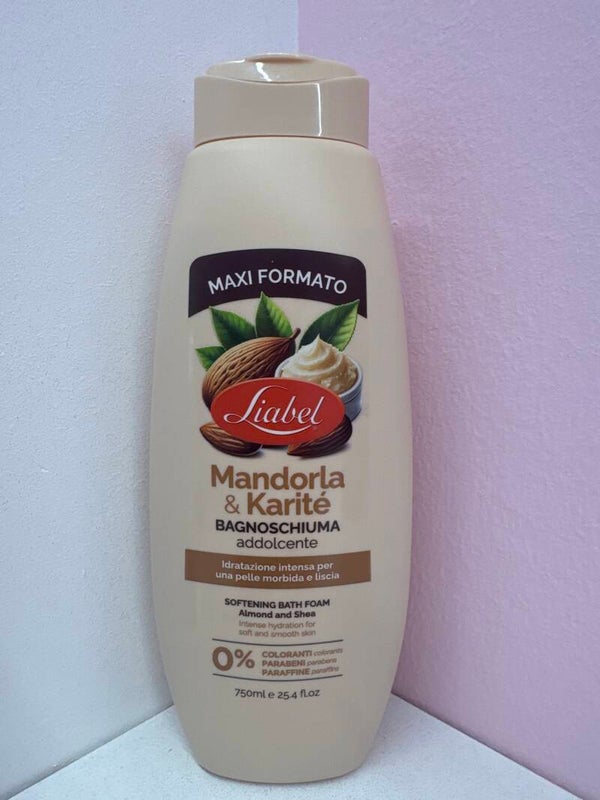 MAXI FORMATO
Liabel
Mandorla
& Karité
BAGNOSCHIUMA
addolcente
Idratazione intensa per
una pelle morbida e liscia
SOFTENING BATH FOAM
Almond and Shea
Intense hydration for
soft and smooth skin
0% COLORANTI colorants
PARABENI parabens
PARAFFINE paraffins
750ml e 25.4 fl.oz